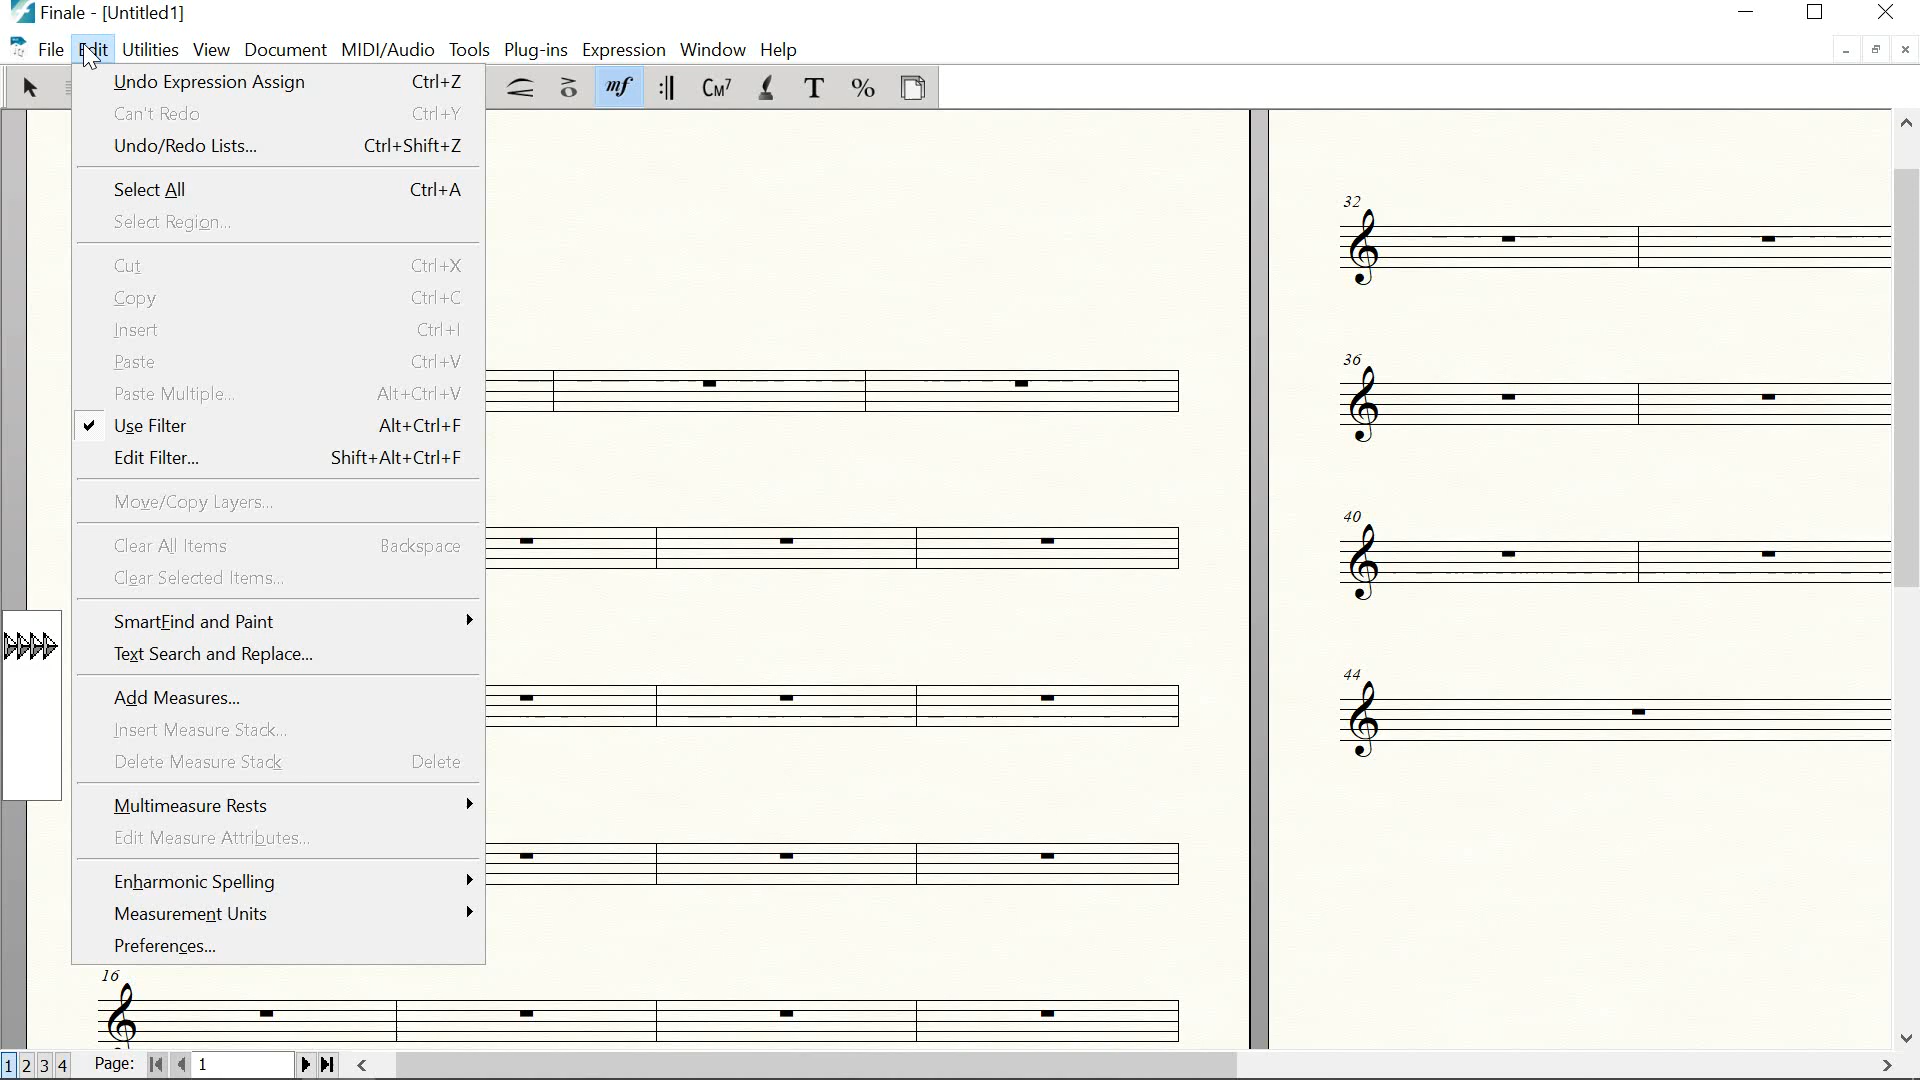 Finale - [Untitled1]
File Edit Utilities View Document MIDI/Audio Tools Plug-ins Expression Window Help
mf CM7 T %
Undo Expression Assign Ctrl+Z
Can't Redo Ctrl+Y
Undo/Redo Lists... Ctrl+Shift+Z
Select All Ctrl+A
Select Region...
Cut Ctrl+X
Copy Ctrl+C
Insert Ctrl+I
Paste Ctrl+V
Paste Multiple... Alt+Ctrl+V
Use Filter Alt+Ctrl+F
Edit Filter... Shift+Alt+Ctrl+F
Move/Copy Layers...
Clear All Items Backspace
Clear Selected Items...
SmartFind and Paint
Text Search and Replace...
Add Measures...
Insert Measure Stack...
Delete Measure Stack Delete
Multimeasure Rests
Edit Measure Attributes...
Enharmonic Spelling
Measurement Units
Preferences...
16
32
36
40
44
1 2 3 4 Page: 1